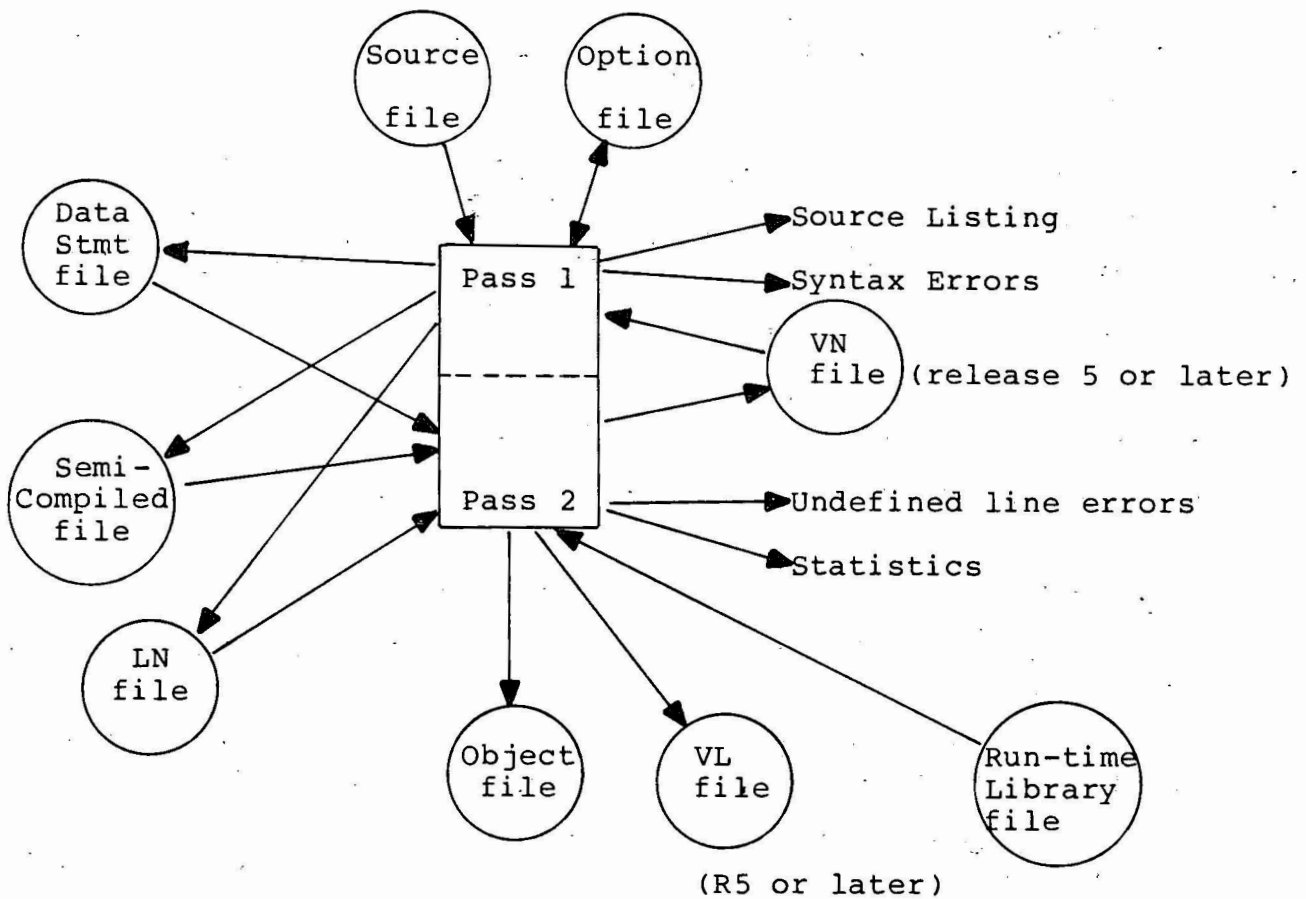 Source
file
Option
file
Data
Stmt
file
Pass 1
Source Listing
Syntax Errors
VN
file (release 5 or later)
Semi-
Compiled
file
Pass 2
Undefined line errors
Statistics
LN
file
Object
file
VL
file
(R5 or later)
Run-time
Library
file